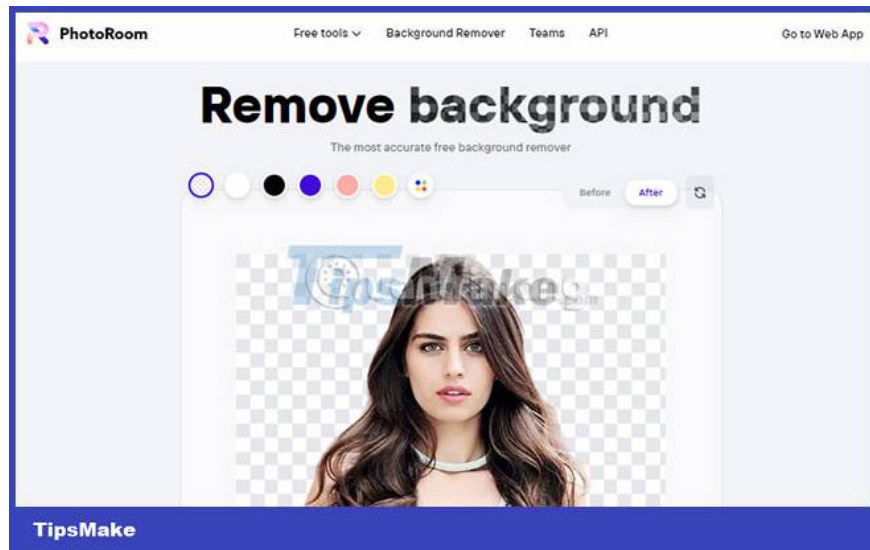 PhotoRoom
Free tools Background Remover Teams API
Go to Web App
Remove background
The most accurate free background remover
Before After
TipsMake.com
TipsMake